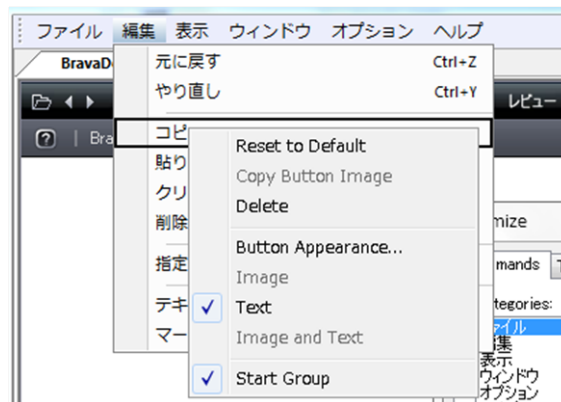 ファイル 編集 表示 ウィンドウ オプション ヘルプ
BravaD
元に戻す Ctrl+Z
やり直し Ctrl+Y
レビュー
コピ
Bra
貼り
クリ
削除
指定
テキ
マー
Reset to Default
Copy Button Image
Delete
Button Appearance...
Image
Text
Image and Text
Start Group
mize
mands
tegories:
ァイル
集
表示
ウィンドウ
オプション